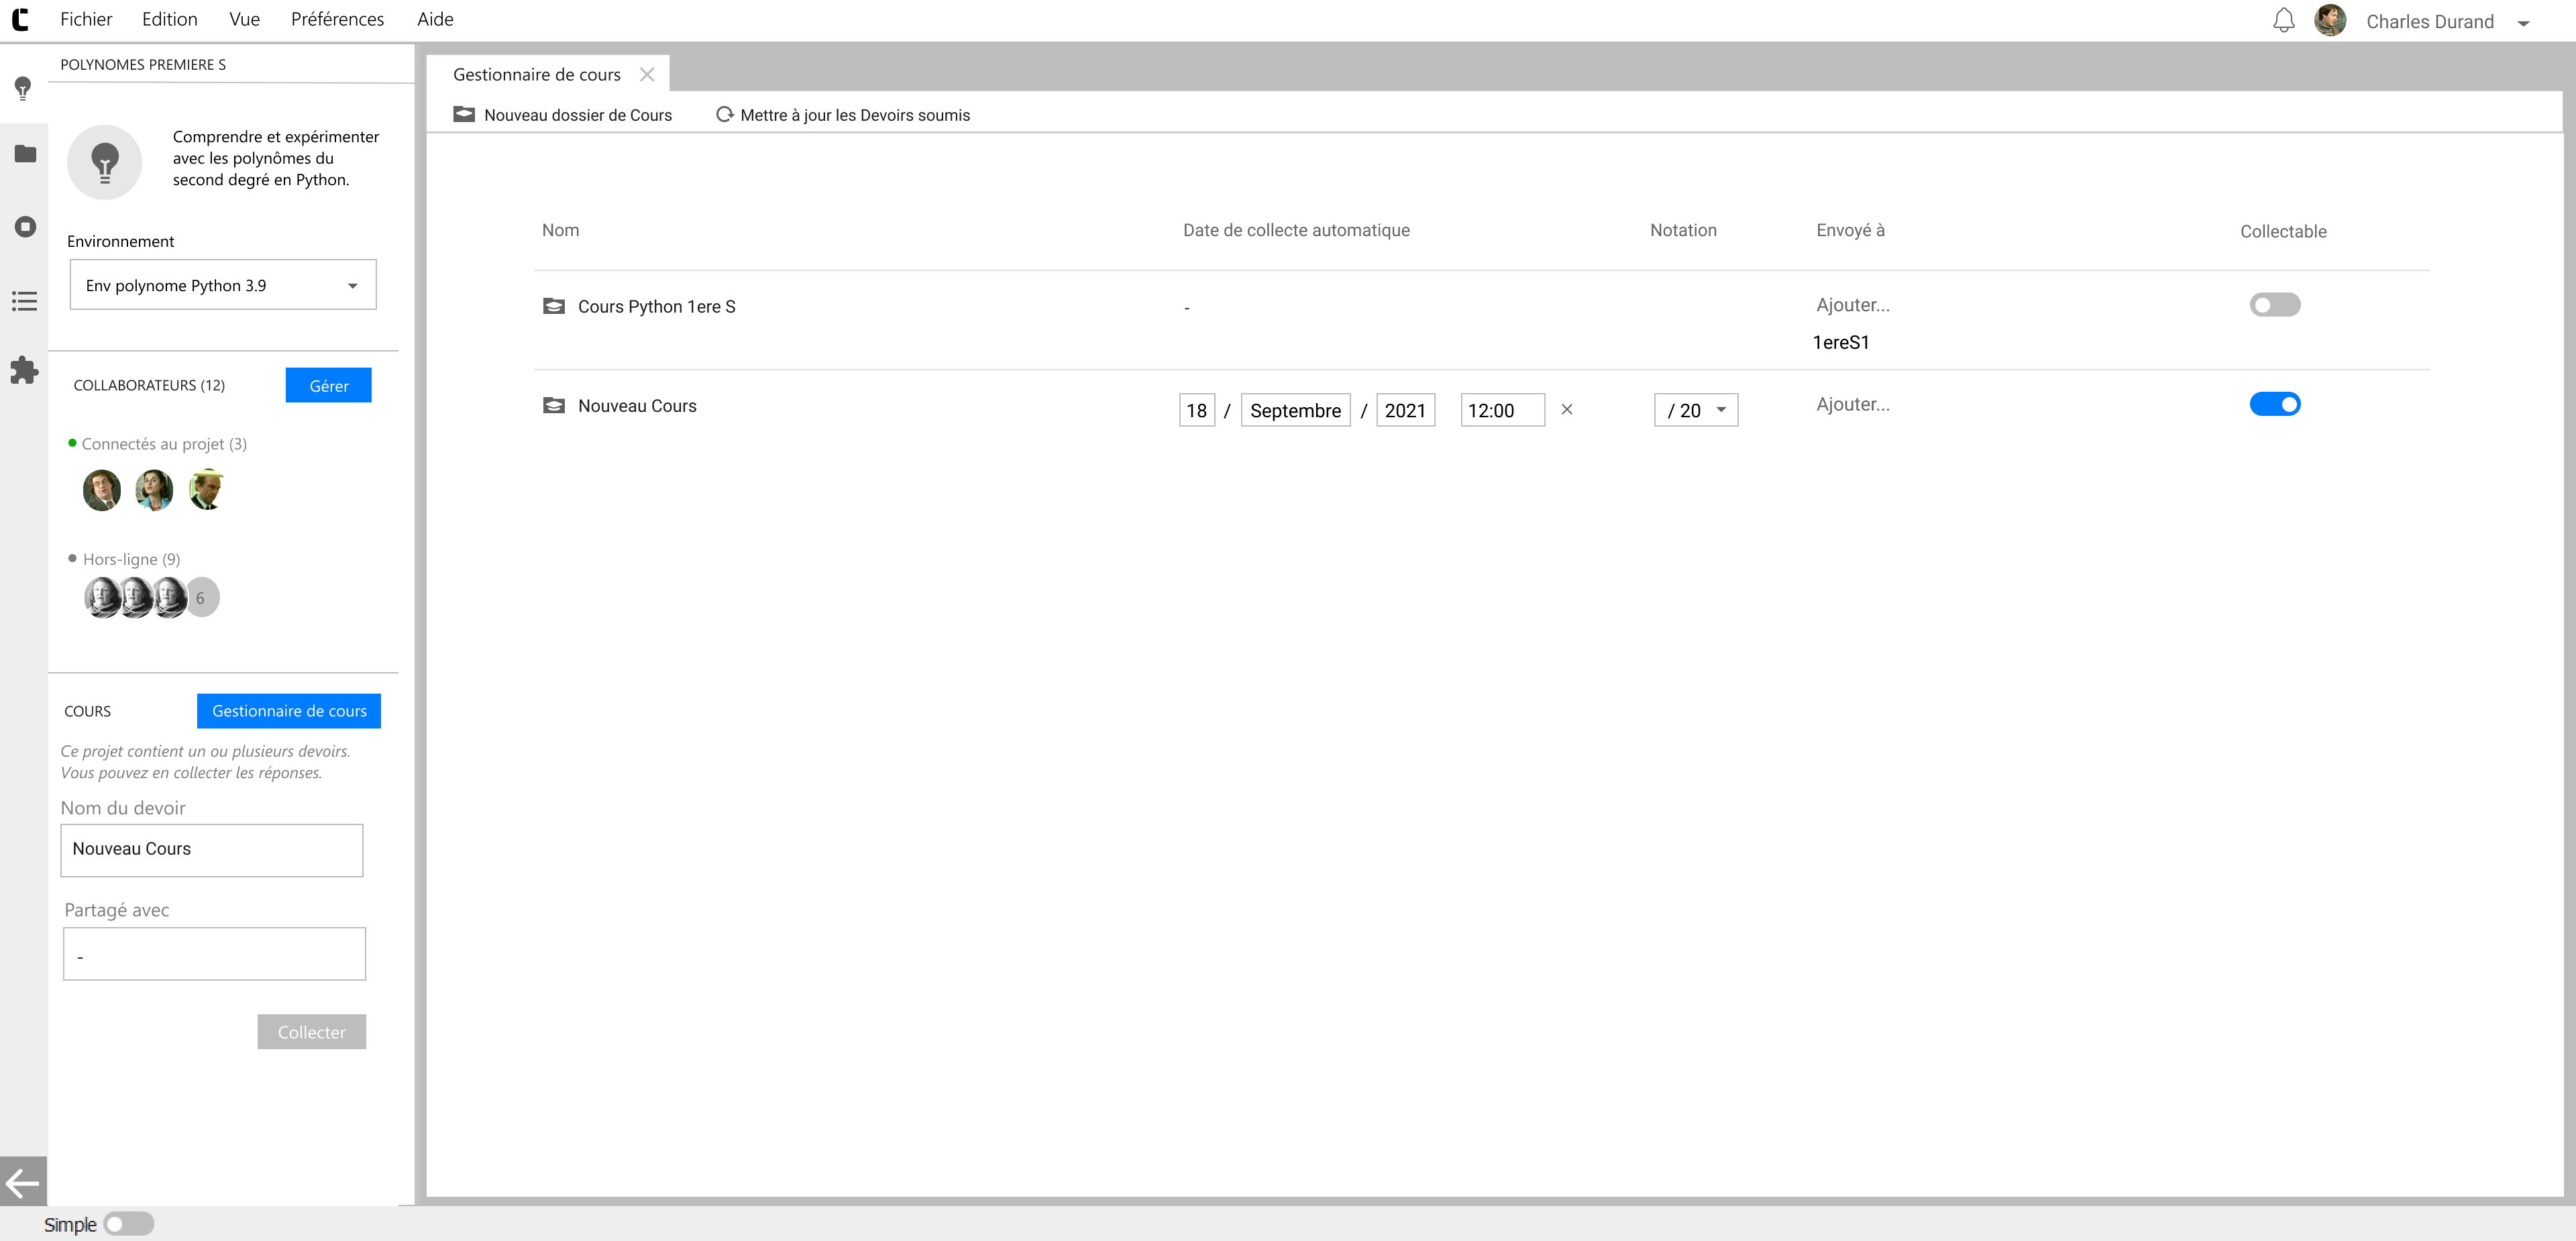 Fichier Edition Vue Préférences Aide Charles Durand
POLYNOMES PREMIERE S
Comprendre et expérimenter
avec les polynômes du
second degré en Python.
Environnement
Env polynome Python 3.9
COLLABORATEURS (12) Gérer
Connectés au projet (3)
Hors-ligne (9)
6
COURS Gestionnaire de cours
Ce projet contient un ou plusieurs devoirs.
Vous pouvez en collecter les réponses.
Nom du devoir
Nouveau Cours
Partagé avec
-
Collecter
Simple
Gestionnaire de cours
Nouveau dossier de Cours Mettre à jour les Devoirs soumis
Nom Date de collecte automatique Notation Envoyé à Collectable
Cours Python 1ere S - Ajouter...
1ereS1
Nouveau Cours 18 / Septembre / 2021 12:00 / 20 Ajouter...